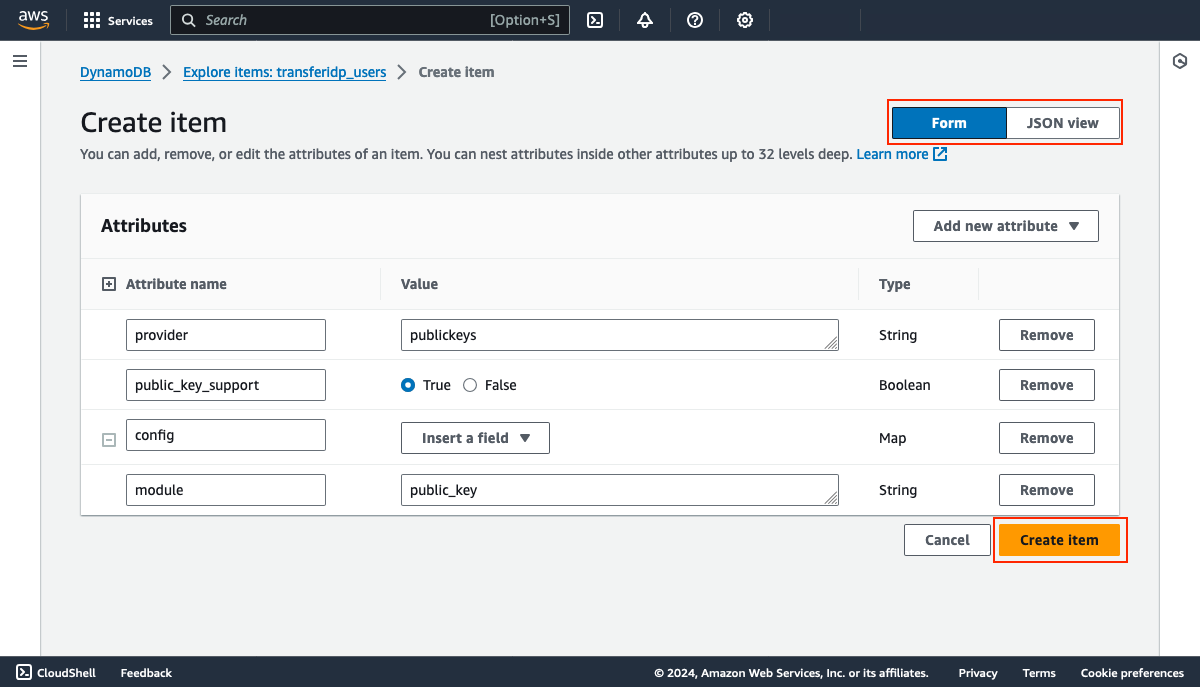 aws
Services
Search [Option+S]
DynamoDB Explore items: transferidp_users Create item
Create item
Form JSON view
You can add, remove, or edit the attributes of an item. You can nest attributes inside other attributes up to 32 levels deep. Learn more
Attributes
Add new attribute
Attribute name Value Type
provider publickeys String Remove
public_key_support True False Boolean Remove
config Insert a field Map Remove
module public_key String Remove
Cancel Create item
CloudShell Feedback © 2024, Amazon Web Services, Inc. or its affiliates. Privacy Terms Cookie preferences